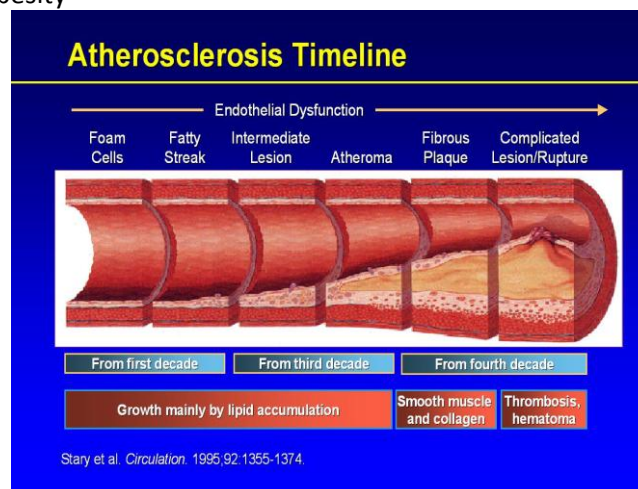 besity
Atherosclerosis Timeline
Endothelial Dysfunction
Foam Cells
Fatty Streak
Intermediate Lesion
Atheroma
Fibrous Plaque
Complicated Lesion/Rupture
From first decade
From third decade
From fourth decade
Growth mainly by lipid accumulation
Smooth muscle and collagen
Thrombosis, hematoma
Stary et al. Circulation. 1995;92:1355-1374.